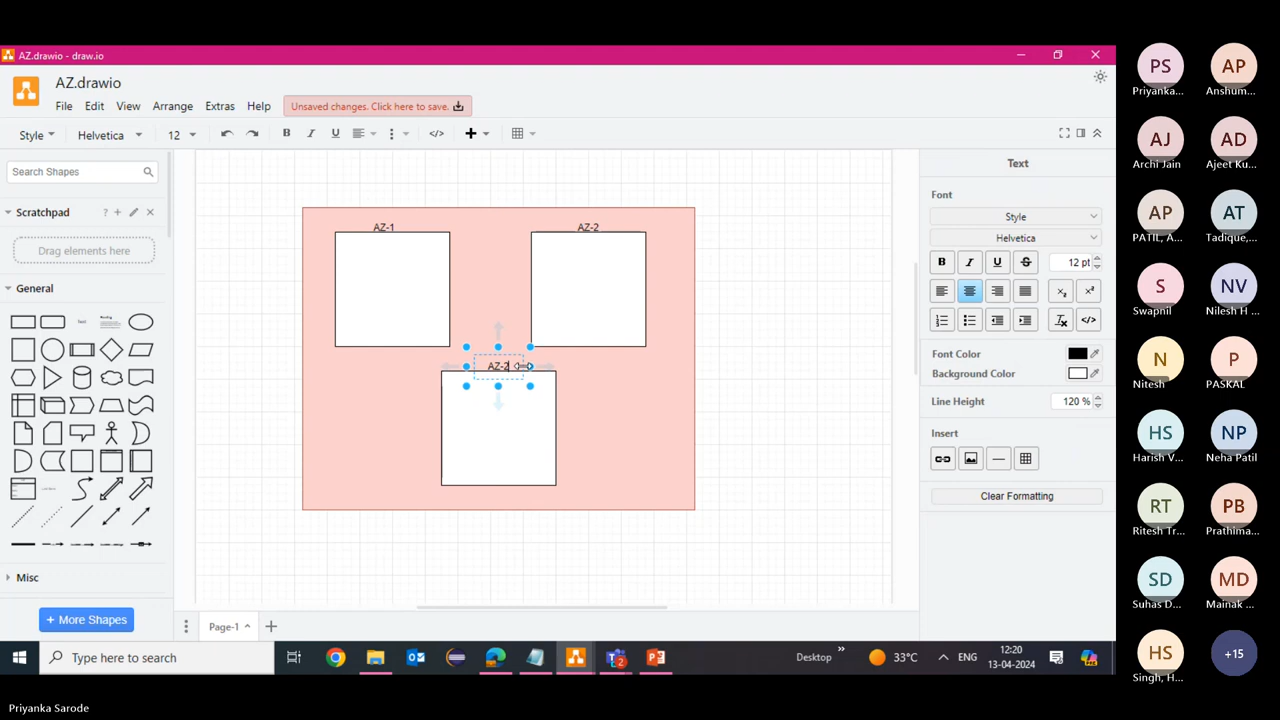 AZ.drawio - draw.io
AZ.drawio
File Edit View Arrange Extras Help Unsaved changes. Click here to save.
Style Helvetica 12 B I U </>
Search Shapes
Scratchpad ? + ×
Drag elements here
General
Text
Heading
Misc
+ More Shapes
AZ-1
AZ-2
AZ-2
Page-1
Text
Font
Style
Helvetica
B I U S 12 pt
</>
Font Color
Background Color
Line Height 120 %
Insert
Clear Formatting
Type here to search
2
Desktop
33°C
ENG
12:20
13-04-2024
PS
Priyanka...
AP
Anshum...
AJ
Archi Jain
AD
Ajeet Ku...
AP
PATIL, A...
AT
Tadique,...
S
Swapnil
NV
Nilesh H ...
N
Nitesh
P
PASKAL
HS
Harish V...
NP
Neha Patil
RT
Ritesh Tr...
PB
Prathima...
SD
Suhas D...
MD
Mainak ...
HS
Singh, H...
+15
Priyanka Sarode